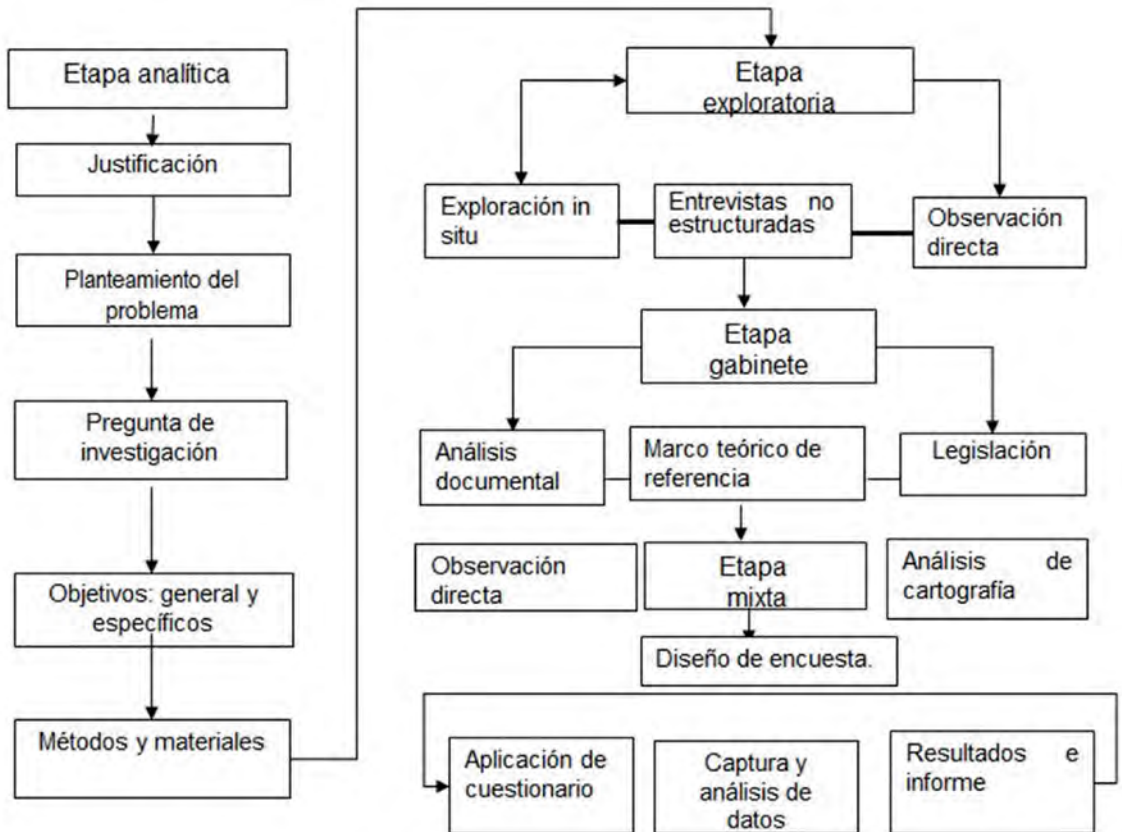 Etapa analítica
Justificación
Planteamiento del
problema
Pregunta de
investigación
Objetivos: general y
específicos
Métodos y materiales
Etapa
exploratoria
Exploración in
situ
Entrevistas no
estructuradas
Observación
directa
Etapa
gabinete
Análisis
documental
Marco teórico de
referencia
Legislación
Observación
directa
Etapa
mixta
Análisis de
cartografía
Diseño de encuesta.
Aplicación de
cuestionario
Captura y
análisis de
datos
Resultados e
informe